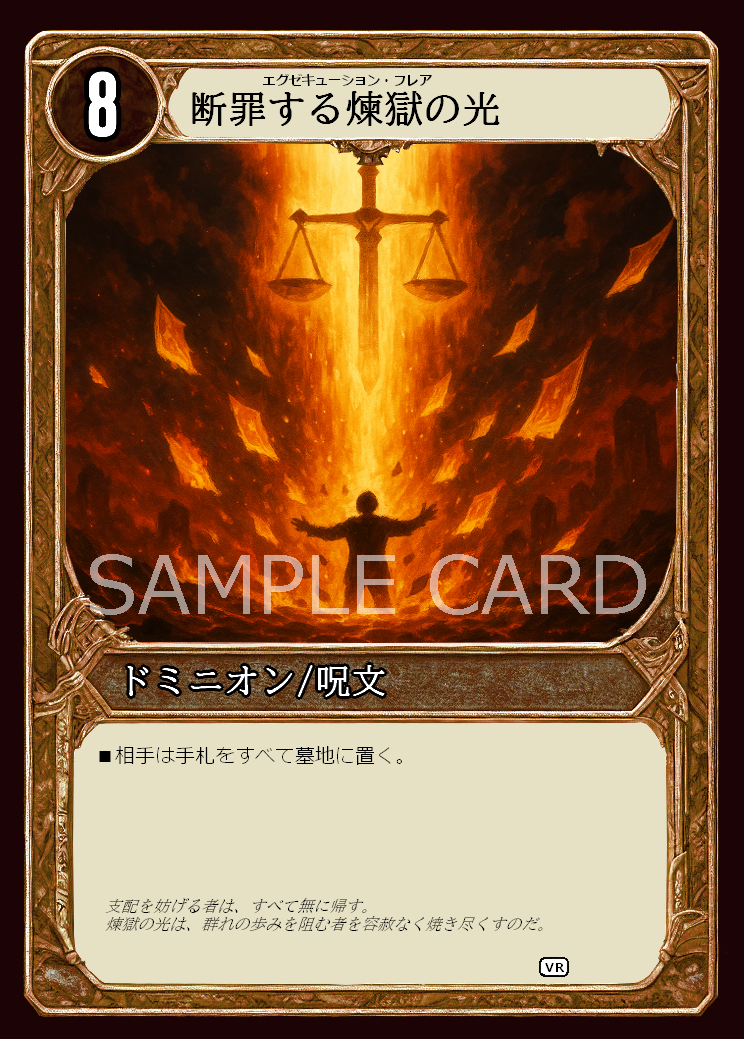 8
エクゼキューション・フレア
断罪する煉獄の光
SAMPLE CARD
ドミニオン/呪文
■相手は手札をすべて墓地に置く。
支配を妨げる者は、すべて無に帰す。
煉獄の光は、群れの歩みを阻む者を容赦なく焼き尽くすのだ。
VR